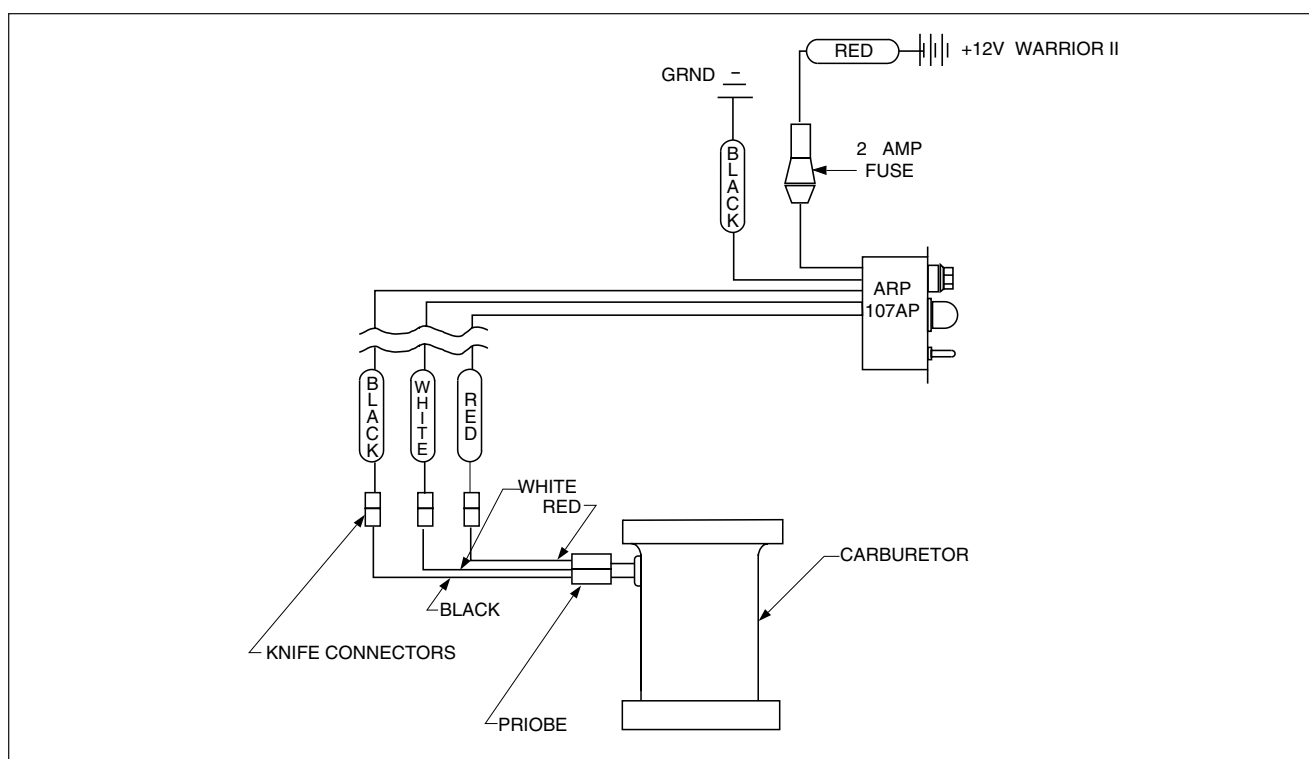 RED
+12V WARRIOR II
GRND -
BLACK
2 AMP
FUSE
ARP
107AP
BLACK
WHITE
RED
WHITE
RED
CARBURETOR
BLACK
KNIFE CONNECTORS
PRIOBE